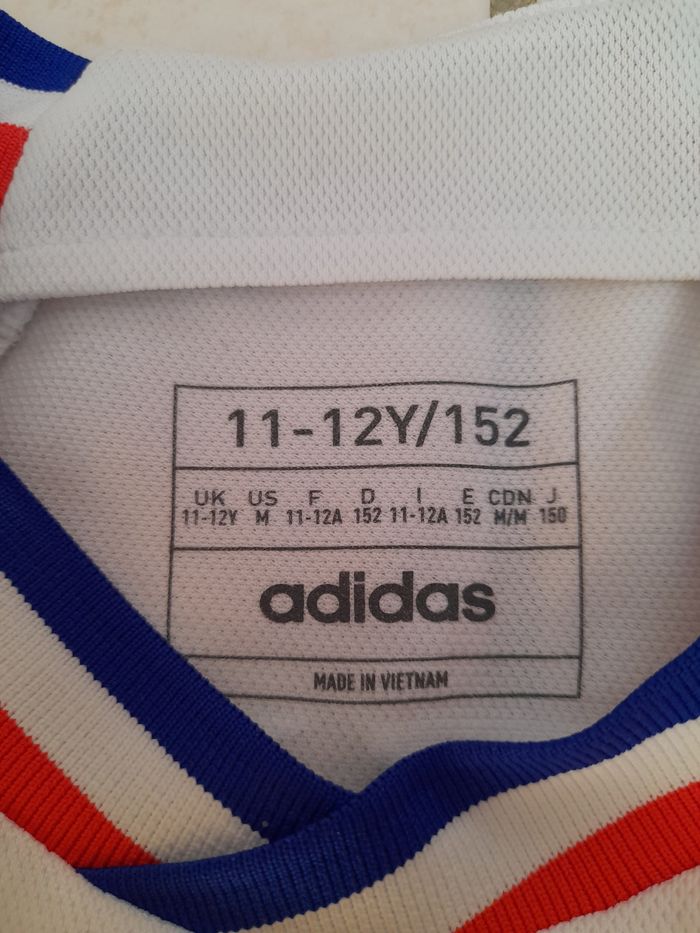 11-12Y/152
UK US F D I E CDN J
11-12Y M 11-12A 152 11-12A 152 M/M 150
adidas
MADE IN VIETNAM